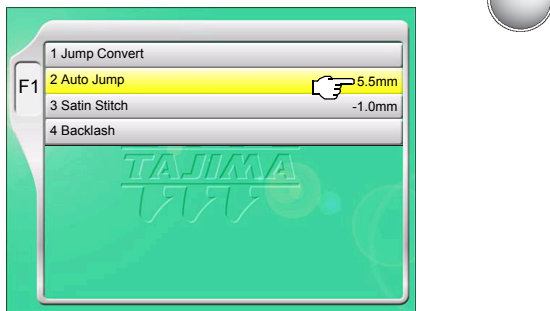 F1
1 Jump Convert
2 Auto Jump 5.5mm
3 Satin Stitch -1.0mm
4 Backlash
TAJIMA